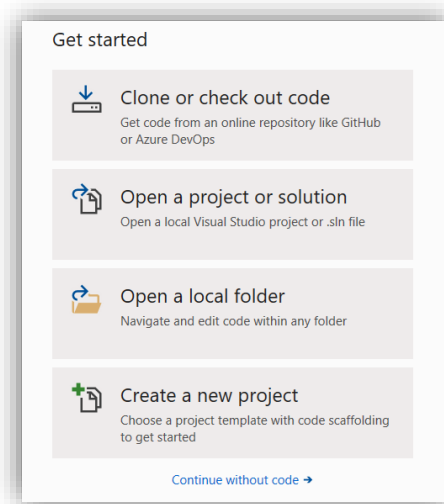 Get started
Clone or check out code
Get code from an online repository like GitHub
or Azure DevOps
Open a project or solution
Open a local Visual Studio project or .sln file
Open a local folder
Navigate and edit code within any folder
Create a new project
Choose a project template with code scaffolding
to get started
Continue without code →